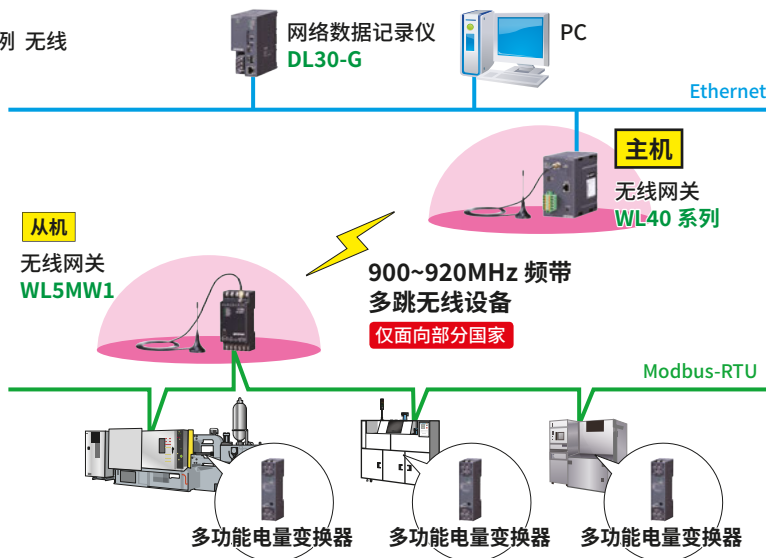 例 无线
网络数据记录仪
DL30-G
PC
Ethernet
主机
无线网关
WL40 系列
从机
无线网关
WL5MW1
900~920MHz 频带
多跳无线设备
仅面向部分国家
Modbus-RTU
多功能电量变换器
多功能电量变换器
多功能电量变换器